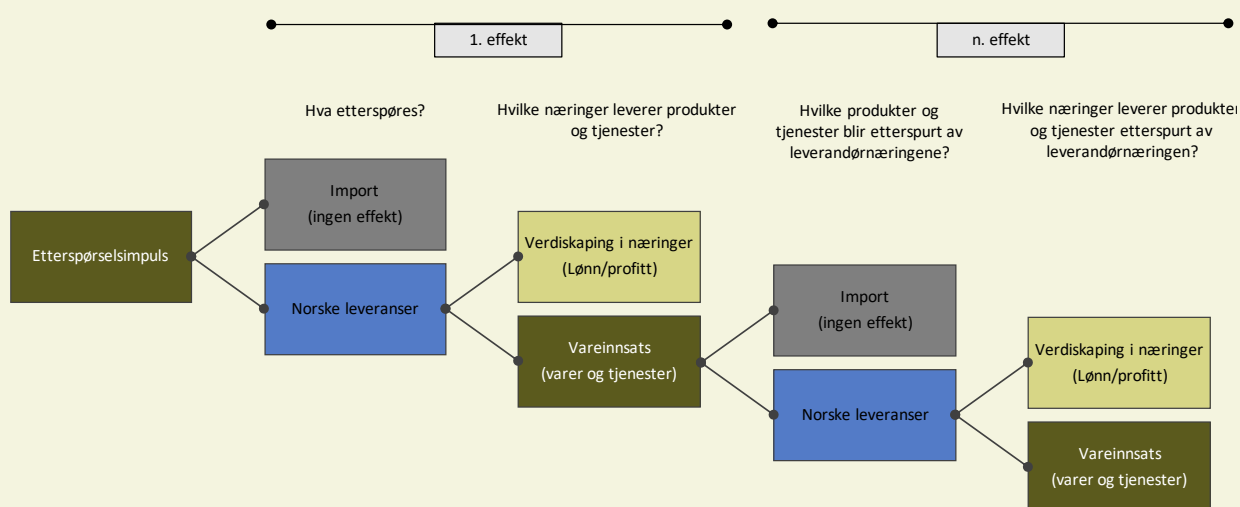 1. effekt
n. effekt
Hva etterspøres?
Hvilke næringer leverer produkter
og tjenester?
Hvilke produkter og
tjenester blir etterspurt av
leverandørnæringene?
Hvilke næringer leverer produkter
og tjenester etterspurt av
leverandørnæringen?
Etterspørselsimpuls
Import
(ingen effekt)
Norske leveranser
Verdiskaping i næringer
(Lønn/profitt)
Vareinnsats
(varer og tjenester)
Import
(ingen effekt)
Norske leveranser
Verdiskaping i næringer
(Lønn/profitt)
Vareinnsats
(varer og tjenester)